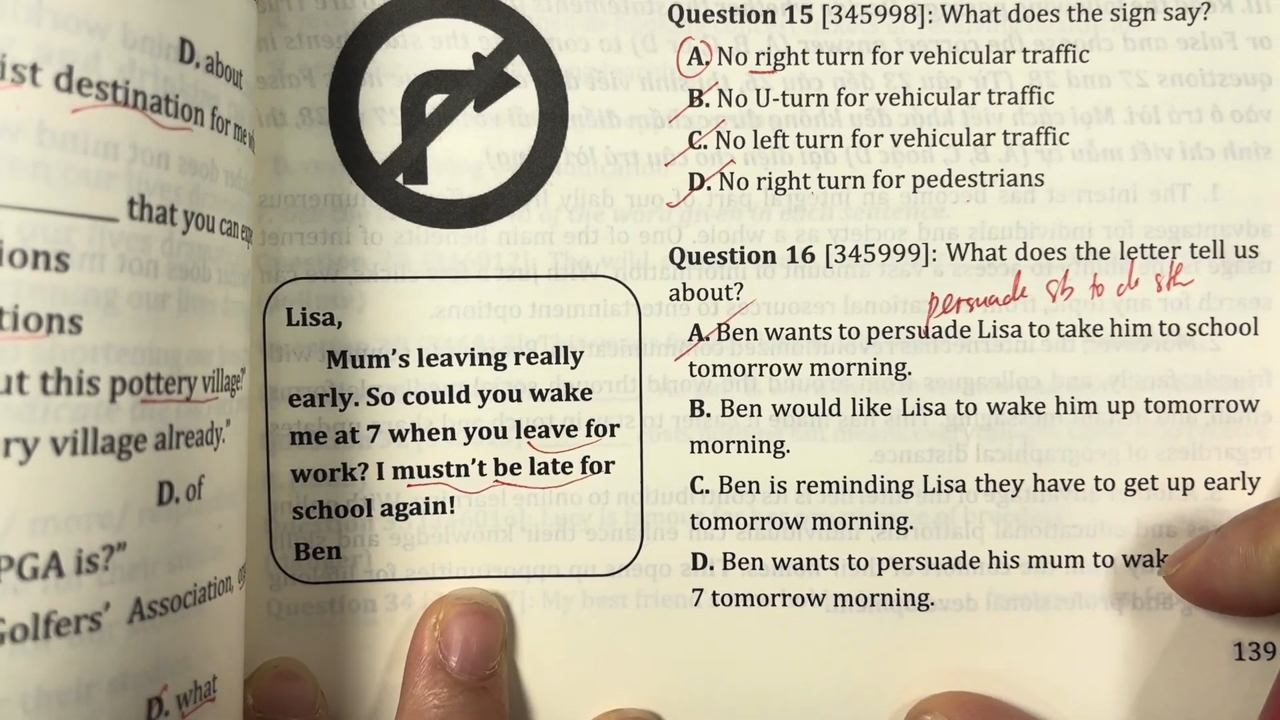 D. about
ist destination for me
that you can
ions
tions
ut this pottery village?"
ry village already."
D. of
PGA is?"
Golfers' Association,
D. what
Question 15 [345998]: What does the sign say?
A. No right turn for vehicular traffic
B. No U-turn for vehicular traffic
C. No left turn for vehicular traffic
D. No right turn for pedestrians
Question 16 [345999]: What does the letter tell us
about?
persuade sb to do sth
A. Ben wants to persuade Lisa to take him to school
tomorrow morning.
B. Ben would like Lisa to wake him up tomorrow
morning.
C. Ben is reminding Lisa they have to get up early
tomorrow morning.
D. Ben wants to persuade his mum to wak
7 tomorrow morning.
Lisa,
Mum's leaving really
early. So could you wake
me at 7 when you leave for
work? I mustn't be late for
school again!
Ben
139